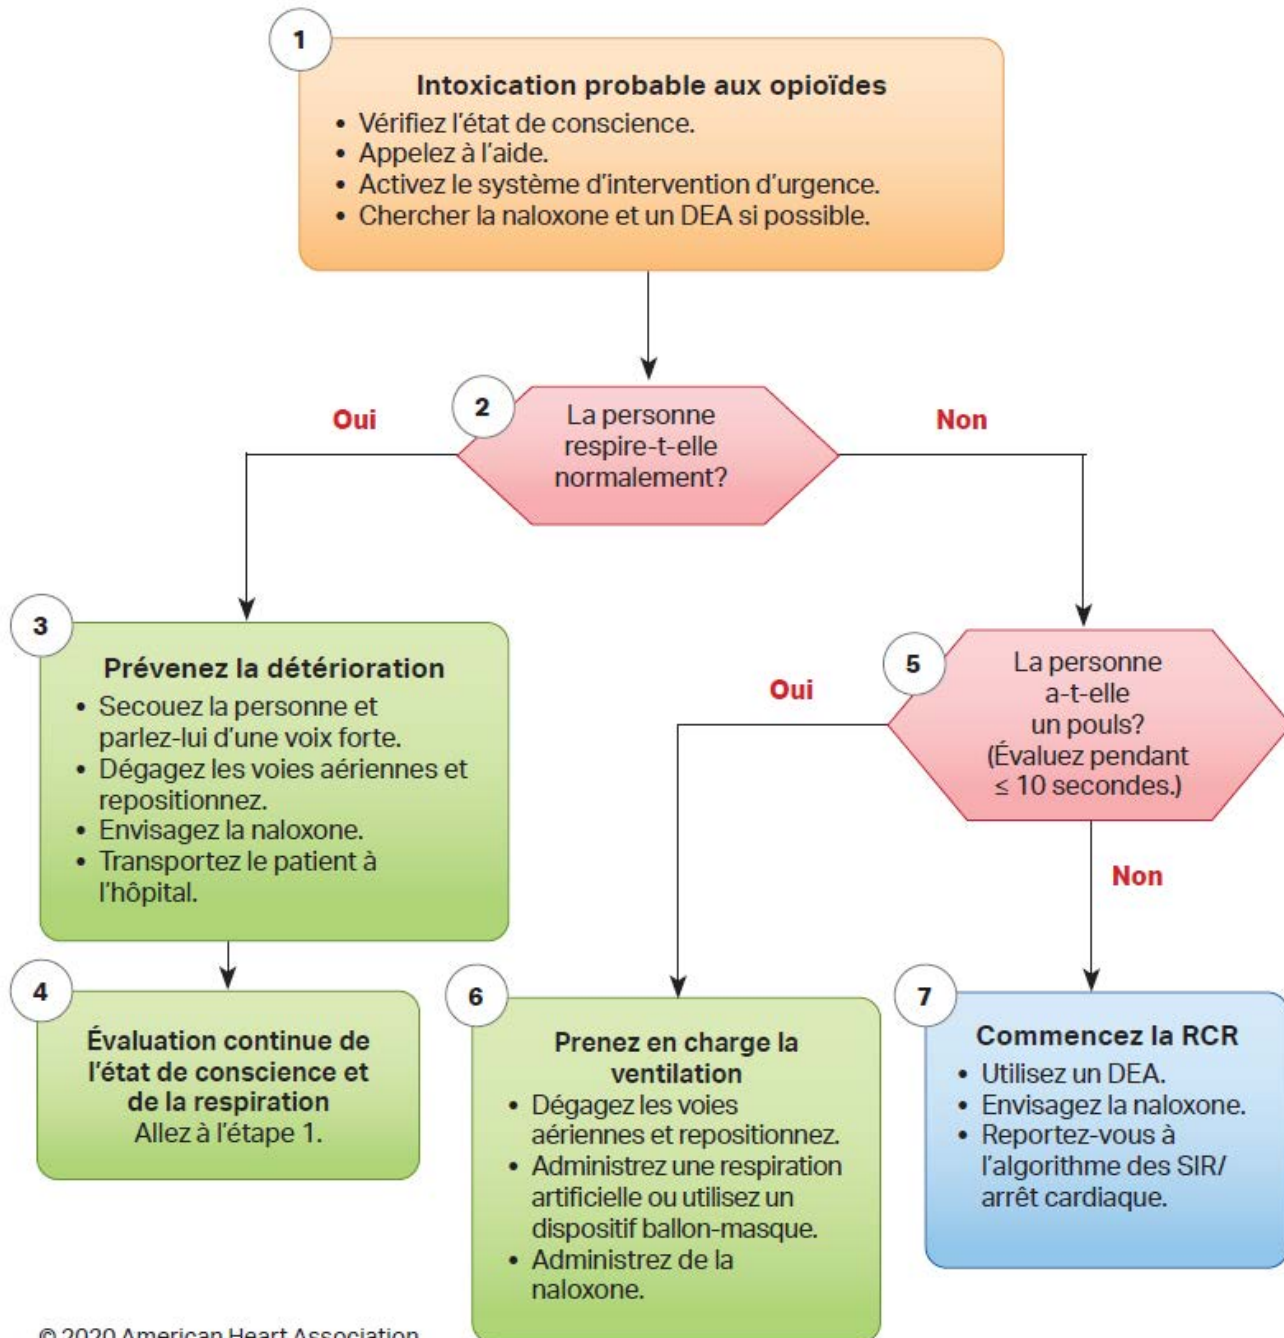 1
Intoxication probable aux opioïdes
• Vérifiez l'état de conscience.
• Appelez à l'aide.
• Activez le système d'intervention d'urgence.
• Chercher la naloxone et un DEA si possible.
2
La personne
respire-t-elle
normalement?
Oui
Non
3
Prévenez la détérioration
• Secouez la personne et
parlez-lui d'une voix forte.
• Dégagez les voies aériennes et
repositionnez.
• Envisagez la naloxone.
• Transportez le patient à
l'hôpital.
4
Évaluation continue de
l'état de conscience et
de la respiration
Allez à l'étape 1.
5
La personne
a-t-elle
un pouls?
(Évaluez pendant
≤ 10 secondes.)
Oui
Non
6
Prenez en charge la
ventilation
• Dégagez les voies
aériennes et repositionnez.
• Administrez une respiration
artificielle ou utilisez un
dispositif ballon-masque.
• Administrez de la
naloxone.
7
Commencez la RCR
• Utilisez un DEA.
• Envisagez la naloxone.
• Reportez-vous à
l'algorithme des SIR/
arrêt cardiaque.
© 2020 American Heart Association